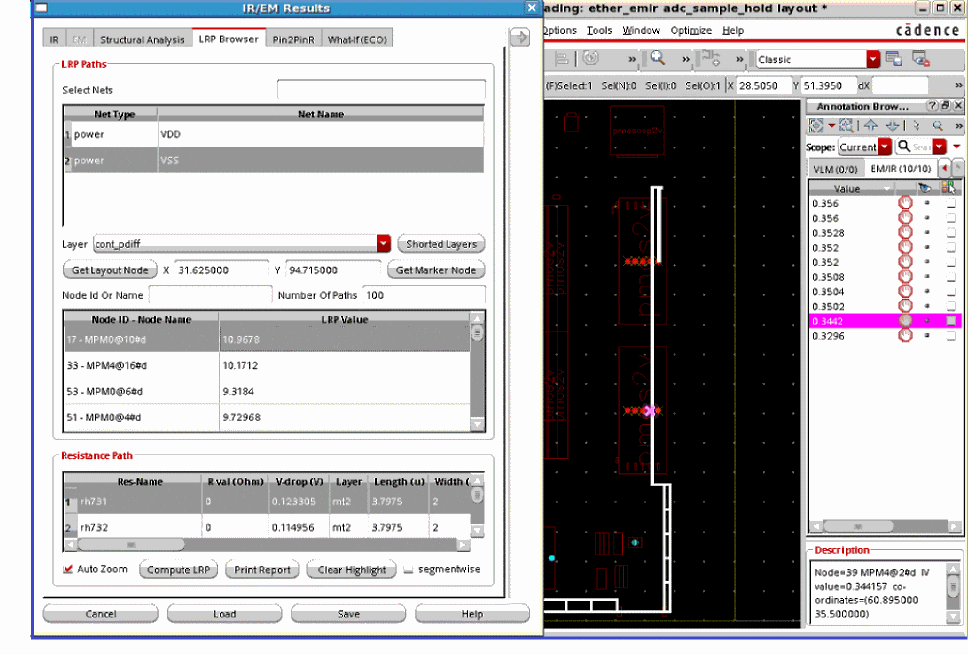 IR/EM Results
IR EM Structural Analysis LRP Browser Pin2PinR What-If(ECO)
LRP Paths
Select Nets
Net Type Net Name
1 power VDD
2 power VSS
Layer cont_pdiff Shorted Layers
Get Layout Node X 31.625000 Y 94.715000 Get Marker Node
Node Id Or Name Number Of Paths 100
Node ID - Node Name LRP Value
17 - MPM0@10#d 10.9678
33 - MPM4@16#d 10.1712
53 - MPM0@6#d 9.3184
51 - MPM0@4#d 9.72968
Resistance Path
Res-Name R val (Ohm) V-drop (V) Layer Length (u) Width (
1 rh731 0 0.123305 mt2 3.7975 2
2 rh732 0 0.114956 mt2 3.7975 2
Auto Zoom Compute LRP Print Report Clear Highlight segmentwise
Cancel Load Save Help
ading: ether_emir adc_sample_hold layout *
ptions Tools Window Optimize Help cādence
» » » Classic
(F)Select:1 Sel(N):0 Sel(I):0 Sel(O):1 X 28.5050 Y 51.3950 dX »
Annotation Brow...
»
Scope: Current
VLM (0/0) EM/IR (10/10)
Value
0.356
0.356
0.3528
0.352
0.352
0.3508
0.3504
0.3502
0.3442
0.3296
Description
Node=39 MPM4@2#d IV
value=0.344157 co-
ordinates=(60.895000
35.500000)